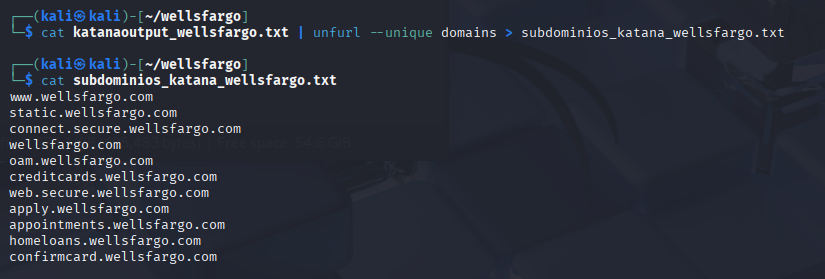 ┌──(kali㉿kali)-[~/wellsfargo]
└─$ cat katanaoutput_wellsfargo.txt | unfurl --unique domains > subdominios_katana_wellsfargo.txt
┌──(kali㉿kali)-[~/wellsfargo]
└─$ cat subdominios_katana_wellsfargo.txt
www.wellsfargo.com
static.wellsfargo.com
connect.secure.wellsfargo.com
wellsfargo.com
oam.wellsfargo.com
creditcards.wellsfargo.com
web.secure.wellsfargo.com
apply.wellsfargo.com
appointments.wellsfargo.com
homeloans.wellsfargo.com
confirmcard.wellsfargo.com